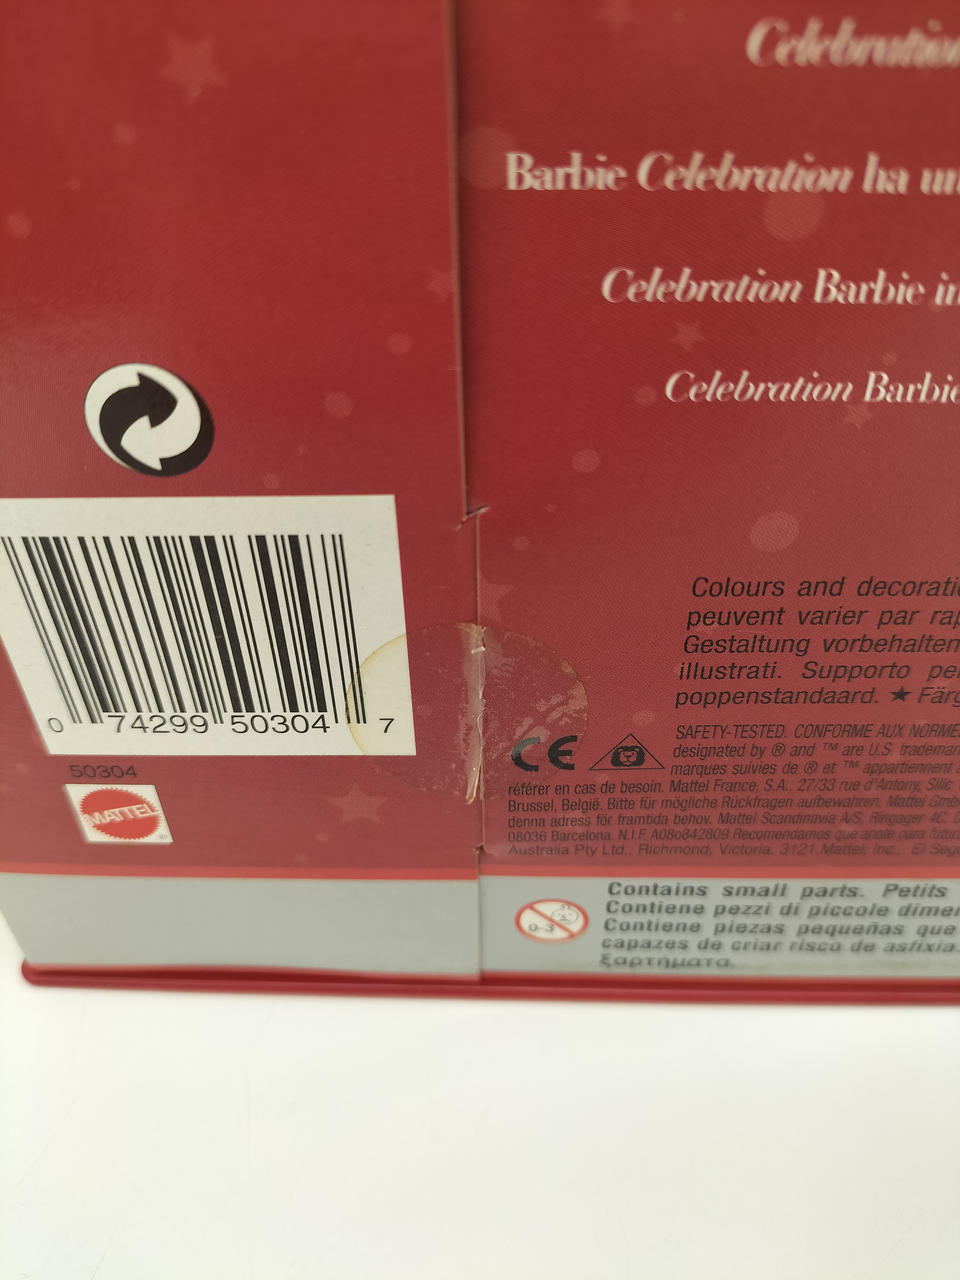 Celebration
Barbie Celebration ha un
Celebration Barbie in
Celebration Barbie
0 74299 50304 7
50304
MATTEL
®
Colours and decorati
peuvent varier par rap
Gestaltung vorbehalten
illustrati. Supporto pe
poppenstandaard. ★ Färg
CE
SAFETY-TESTED. CONFORME AUX NORME
designated by ® and ™ are U.S. trademar
marques suivies de ® et ™ appartiennent
référer en cas de besoin. Mattel France, S.A., 27/33 rue d'Antony, Silic
Brussel, België. Bitte für mögliche Rückfragen aufbewahren. Mattel Gmb
denna adress för framtida behov. Mattel Scandinavia A/S, Ringager 4C,
08036 Barcelona. N.I.F. A08o842809 Recomendamos que anote para futura
Australia Pty Ltd., Richmond, Victoria. 3121.Mattel, Inc., El Seg
0-3
Contains small parts. Petits
Contiene pezzi di piccole dimen
Contiene piezas pequeñas que
capazes de criar risco de asfixia.
ξαρτήματα.